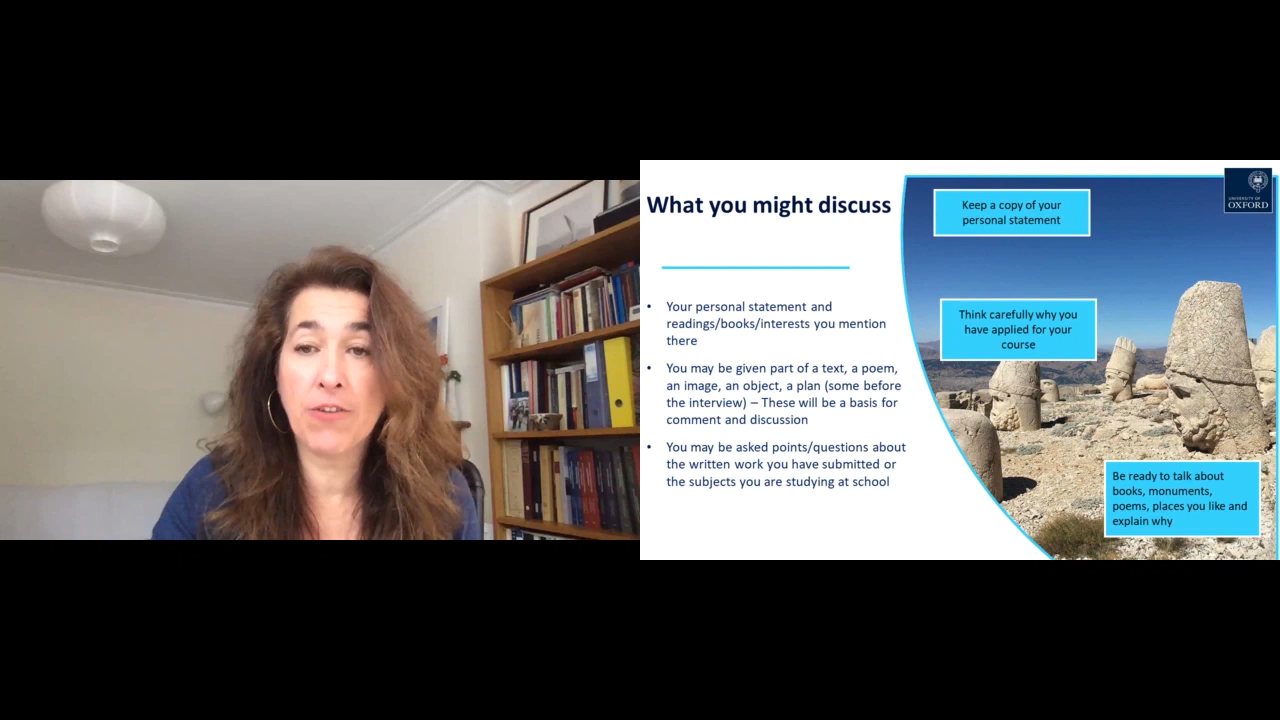 What you might discuss
• Your personal statement and
readings/books/interests you mention
there
• You may be given part of a text, a poem,
an image, an object, a plan (some before
the interview) – These will be a basis for
comment and discussion
• You may be asked points/questions about
the written work you have submitted or
the subjects you are studying at school
Keep a copy of your
personal statement
Think carefully why you
have applied for your
course
Be ready to talk about
books, monuments,
poems, places you like and
explain why
UNIVERSITY OF
OXFORD